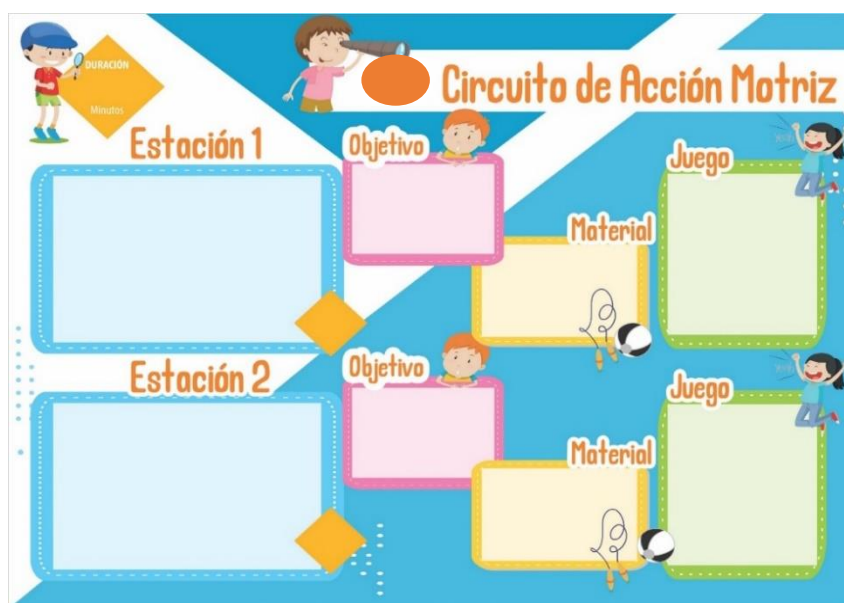 DURACIÓN
Minutos
Circuito de Acción Motriz
Estación 1
Objetivo
Material
Juego
Estación 2
Objetivo
Material
Juego